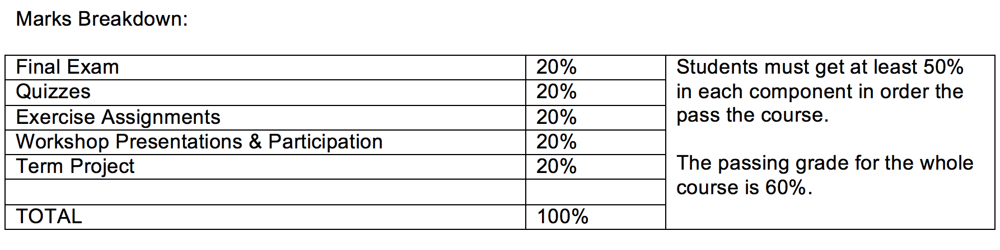 Marks Breakdown:
Final Exam 20%
Quizzes 20%
Exercise Assignments 20%
Workshop Presentations & Participation 20%
Term Project 20%
TOTAL 100%
Students must get at least 50%
in each component in order the
pass the course.
The passing grade for the whole
course is 60%.